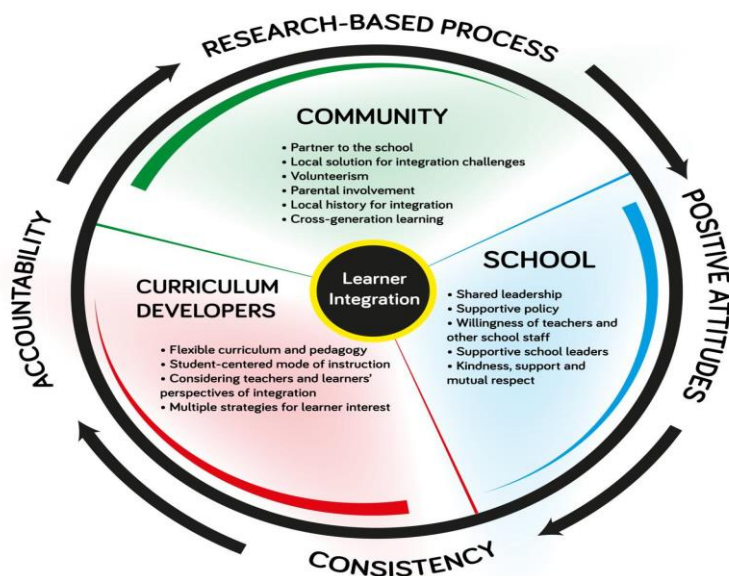 RESEARCH-BASED PROCESS
COMMUNITY
• Partner to the school
• Local solution for integration challenges
• Volunteerism
• Parental involvement
• Local history for integration
• Cross-generation learning
Learner
Integration
SCHOOL
• Shared leadership
• Supportive policy
• Willingness of teachers and
other school staff
• Supportive school leaders
• Kindness, support and
mutual respect
CURRICULUM
DEVELOPERS
• Flexible curriculum and pedagogy
• Student-centered mode of instruction
• Considering teachers and learners'
perspectives of integration
• Multiple strategies for learner interest
POSITIVE ATTITUDES
CONSISTENCY
ACCOUNTABILITY